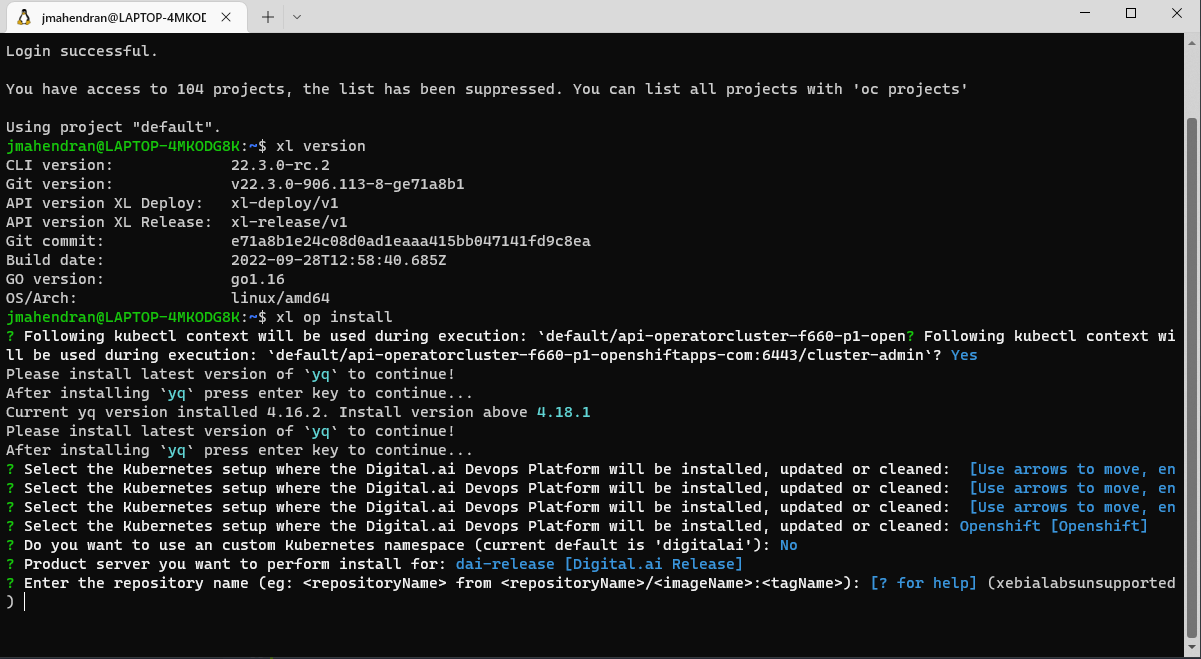 jmahendran@LAPTOP-4MKOD
Login successful.
You have access to 104 projects, the list has been suppressed. You can list all projects with 'oc projects'
Using project "default".
jmahendran@LAPTOP-4MKODG8K:~$ xl version
CLI version:             22.3.0-rc.2
Git version:             v22.3.0-906.113-8-ge71a8b1
API version XL Deploy:   xl-deploy/v1
API version XL Release:  xl-release/v1
Git commit:              e71a8b1e24c08d0ad1eaaa415bb047141fd9c8ea
Build date:              2022-09-28T12:58:40.685Z
GO version:              go1.16
OS/Arch:                 linux/amd64
jmahendran@LAPTOP-4MKODG8K:~$ xl op install
? Following kubectl context will be used during execution: `default/api-operatorcluster-f660-p1-open? Following kubectl context wi
ll be used during execution: `default/api-operatorcluster-f660-p1-openshiftapps-com:6443/cluster-admin`? Yes
Please install latest version of `yq` to continue!
After installing `yq` press enter key to continue...
Current yq version installed 4.16.2. Install version above 4.18.1
Please install latest version of `yq` to continue!
After installing `yq` press enter key to continue...
? Select the Kubernetes setup where the Digital.ai Devops Platform will be installed, updated or cleaned:  [Use arrows to move, en
? Select the Kubernetes setup where the Digital.ai Devops Platform will be installed, updated or cleaned:  [Use arrows to move, en
? Select the Kubernetes setup where the Digital.ai Devops Platform will be installed, updated or cleaned:  [Use arrows to move, en
? Select the Kubernetes setup where the Digital.ai Devops Platform will be installed, updated or cleaned: Openshift [Openshift]
? Do you want to use an custom Kubernetes namespace (current default is 'digitalai'): No
? Product server you want to perform install for: dai-release [Digital.ai Release]
? Enter the repository name (eg: <repositoryName> from <repositoryName>/<imageName>:<tagName>): [? for help] (xebialabsunsupported
)